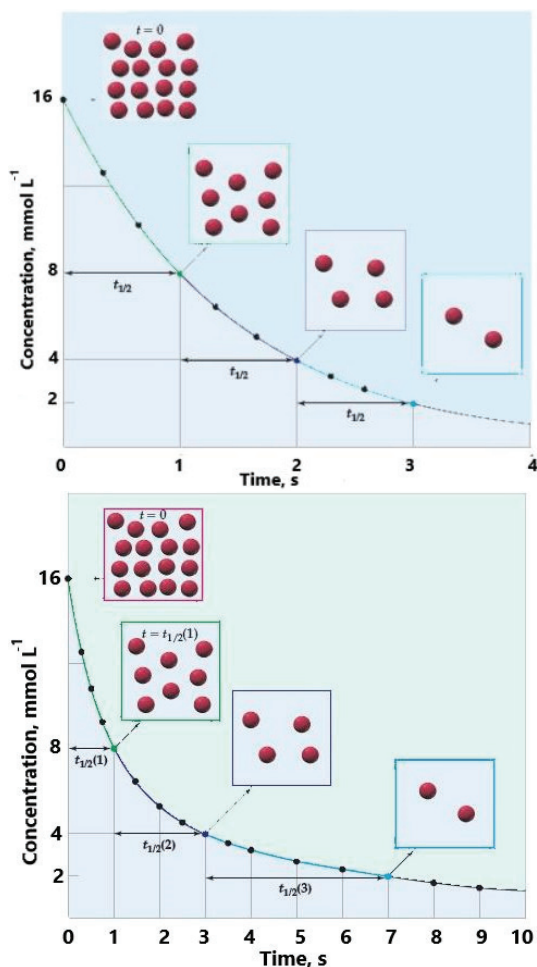 t = 0
16
8
4
2
Concentration, mmol L⁻¹
t₁/₂
t₁/₂
t₁/₂
0 1 2 3 4
Time, s
t = 0
16
t = t₁/₂(1)
8
4
2
Concentration, mmol L⁻¹
t₁/₂(1)
t₁/₂(2)
t₁/₂(3)
0 1 2 3 4 5 6 7 8 9 10
Time, s